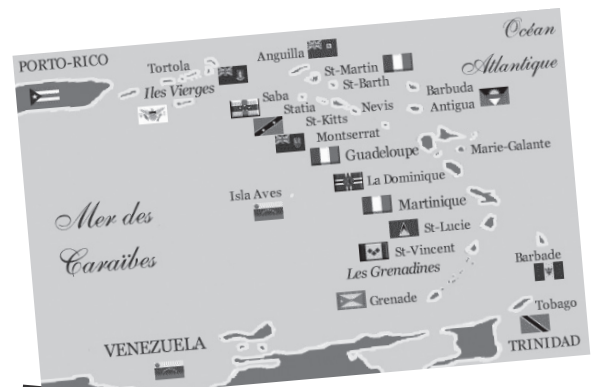 Océan
Atlantique
PORTO-RICO
Tortola
Iles Vierges
Anguilla
St-Martin
St-Barth
Saba
Statia
St-Kitts
Nevis
Barbuda
Antigua
Montserrat
Guadeloupe
Marie-Galante
La Dominique
Isla Aves
Martinique
Mer des
Caraïbes
St-Lucie
St-Vincent
Les Grenadines
Barbade
Grenade
Tobago
TRINIDAD
VENEZUELA